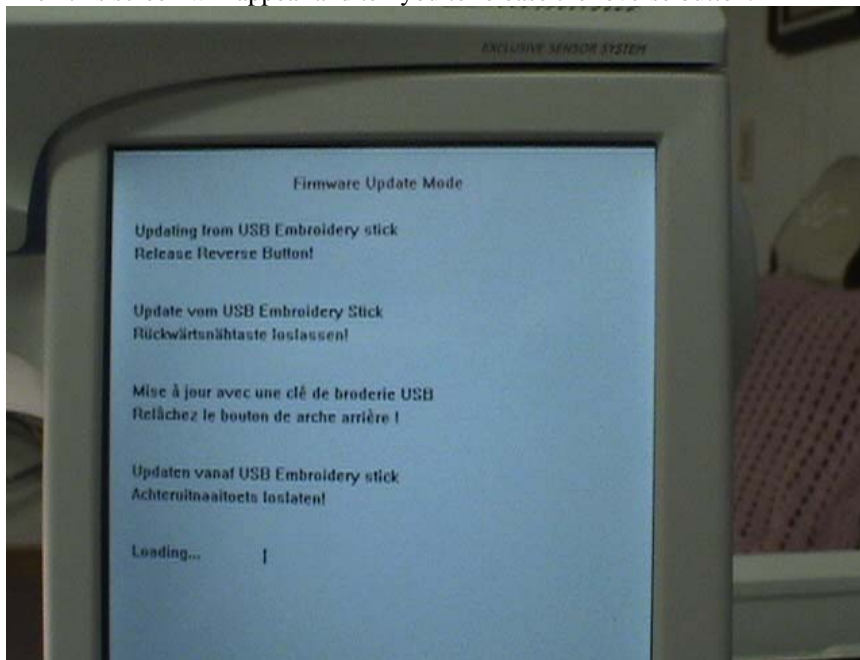 EXCLUSIVE SENSOR SYSTEM
Firmware Update Mode
Updating from USB Embroidery stick
Release Reverse Button!
Update vom USB Embroidery Stick
Rückwärtsnähtaste loslassen!
Mise à jour avec une clé de broderie USB
Relâchez le bouton de arche arrière !
Updaten vanaf USB Embroidery stick
Achteruitnaaitoets loslaten!
Loading...